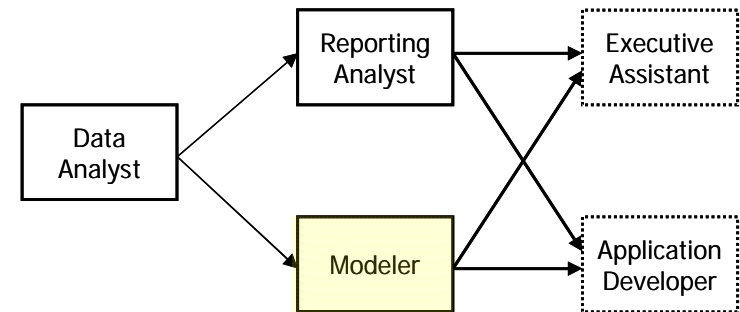 Data
Analyst
Reporting
Analyst
Modeler
Executive
Assistant
Application
Developer